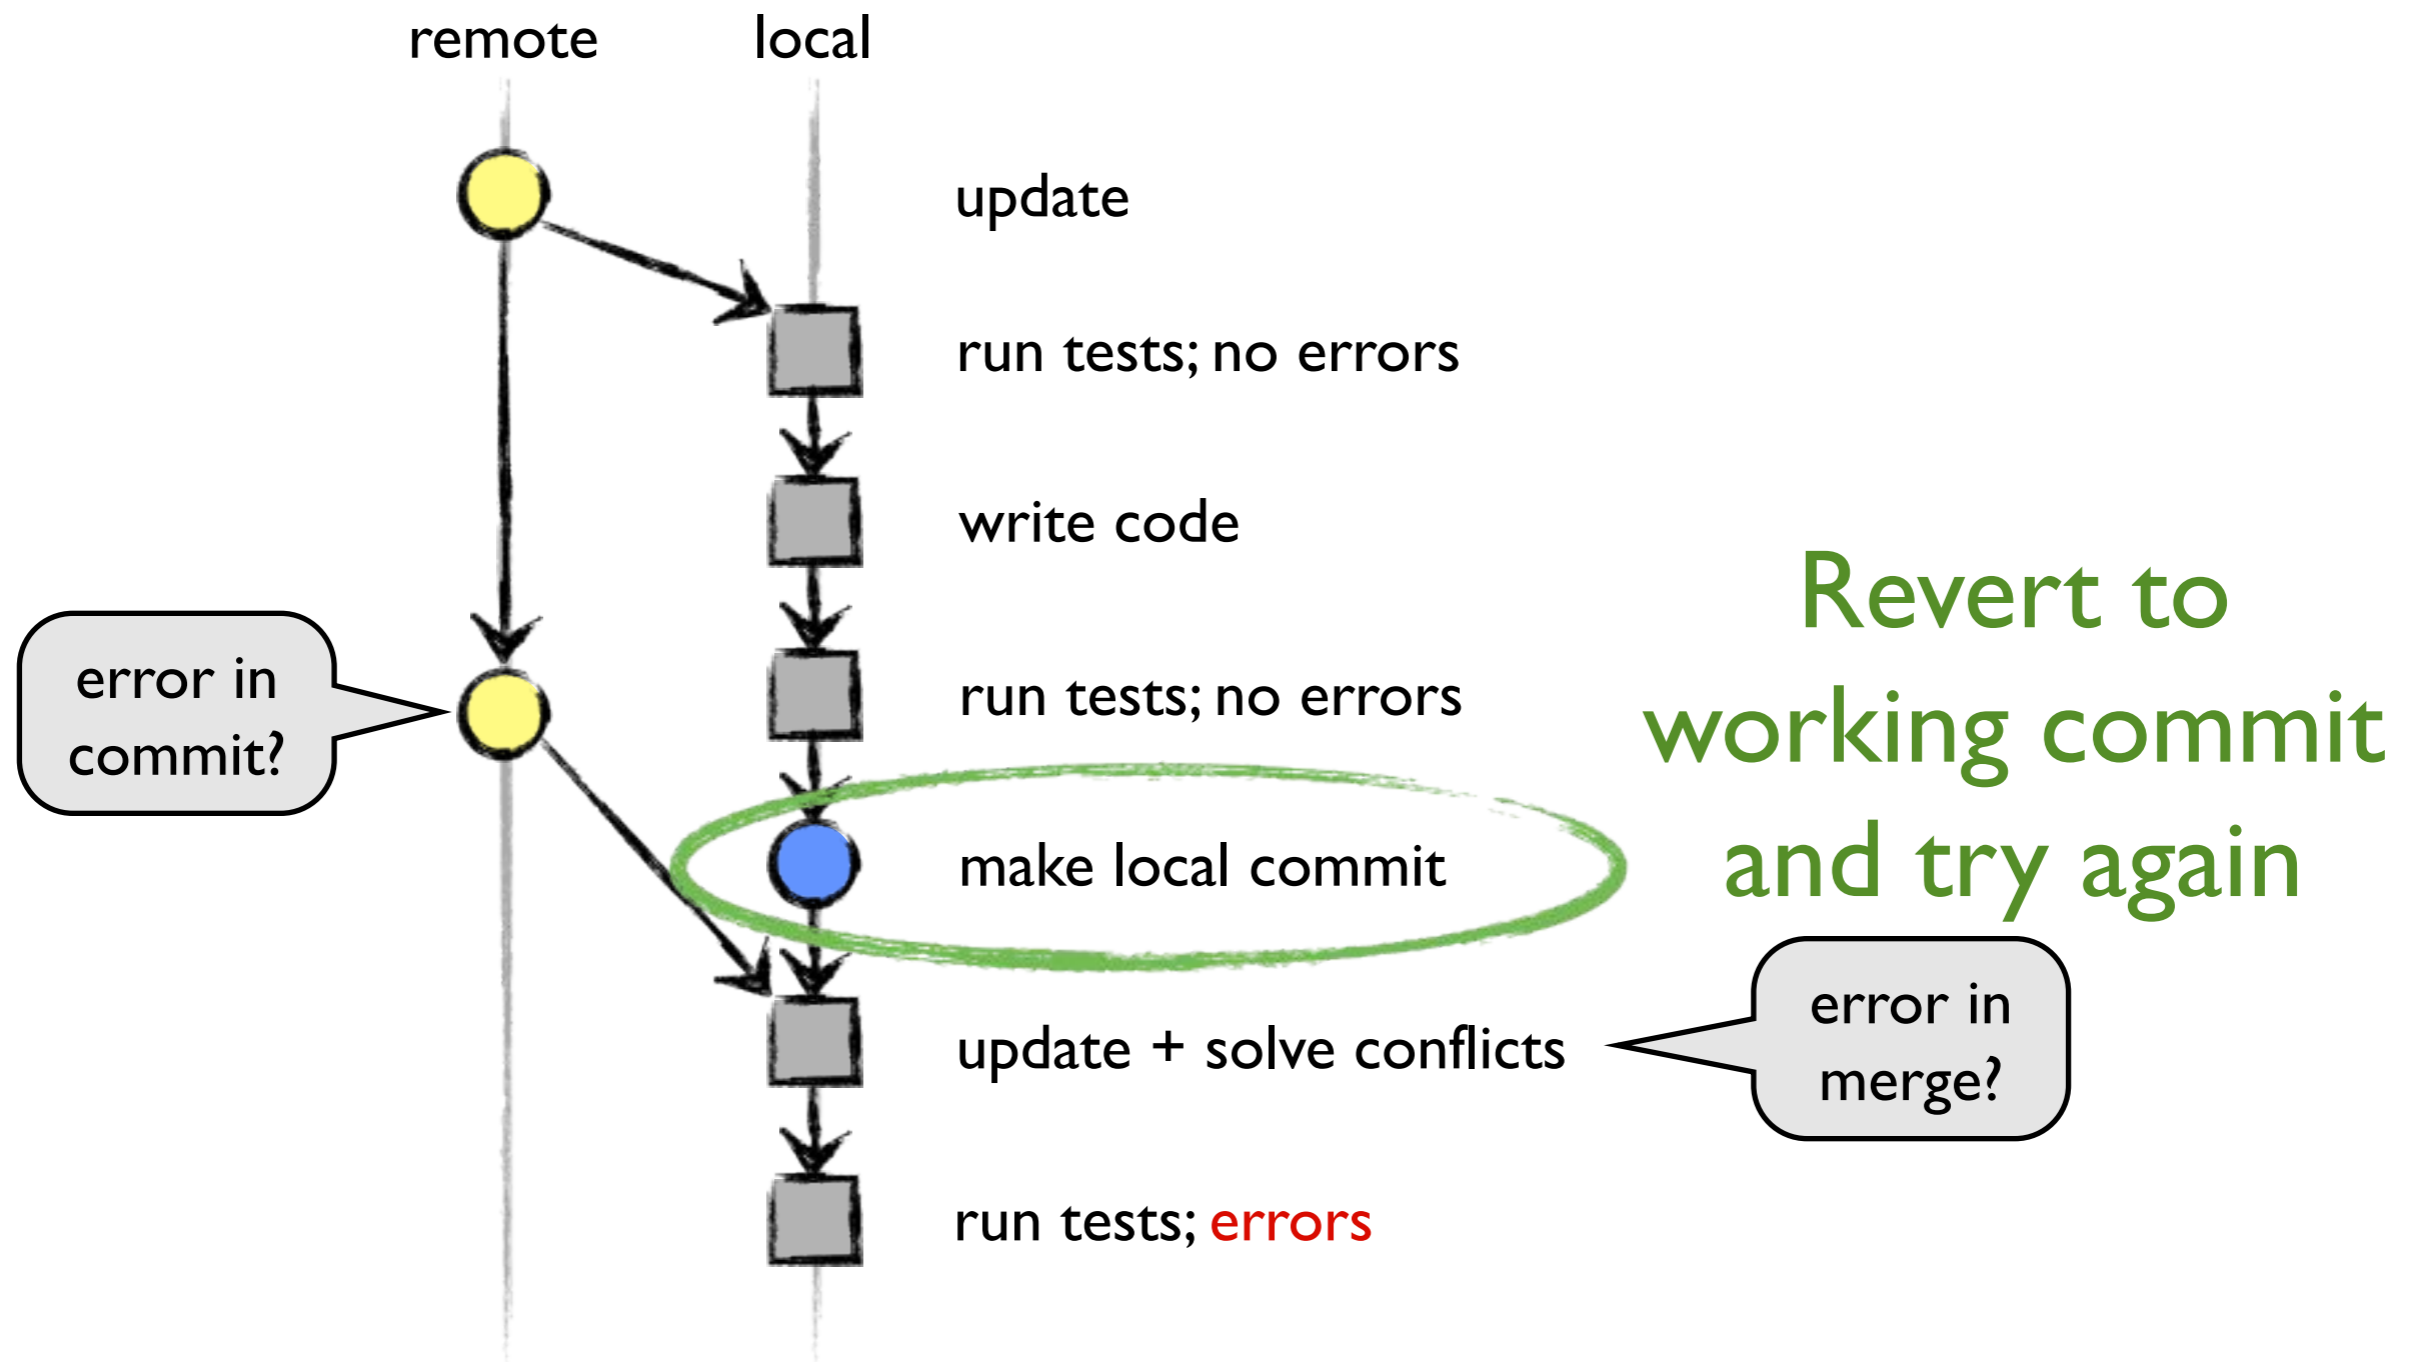 remote
local
update
run tests; no errors
write code
run tests; no errors
Revert to
working commit
and try again
error in
commit?
make local commit
update + solve conflicts
error in
merge?
run tests; errors